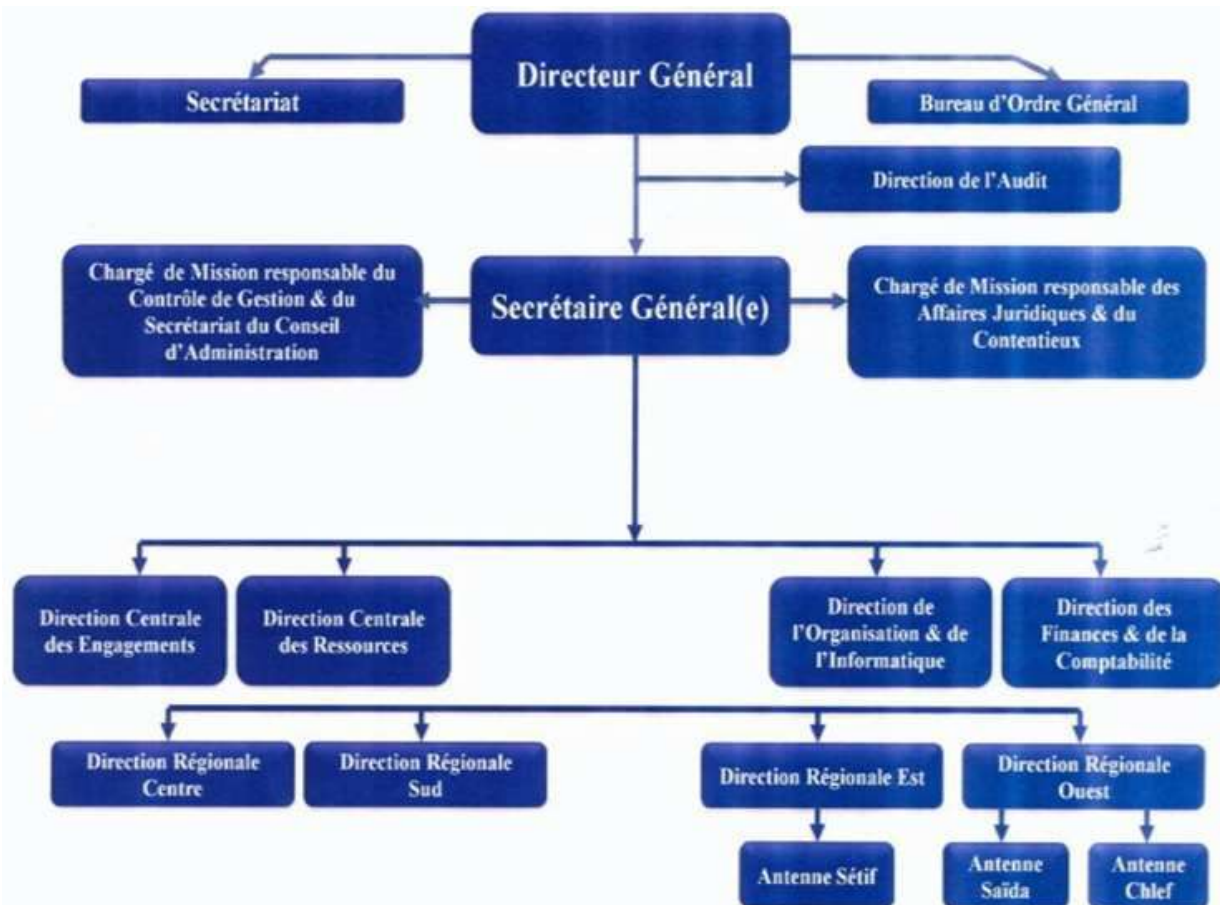 Directeur Général
Secrétariat
Bureau d'Ordre Général
Direction de l'Audit
Chargé de Mission responsable du
Contrôle de Gestion & du
Secrétariat du Conseil
d'Administration
Secrétaire Général(e)
Chargé de Mission responsable des
Affaires Juridiques & du
Contentieux
Direction Centrale
des Engagements
Direction Centrale
des Ressources
Direction de
l'Organisation & de
l'Informatique
Direction des
Finances & de la
Comptabilité
Direction Régionale
Centre
Direction Régionale
Sud
Direction Régionale Est
Direction Régionale
Ouest
Antenne Sétif
Antenne
Saïda
Antenne
Chlef